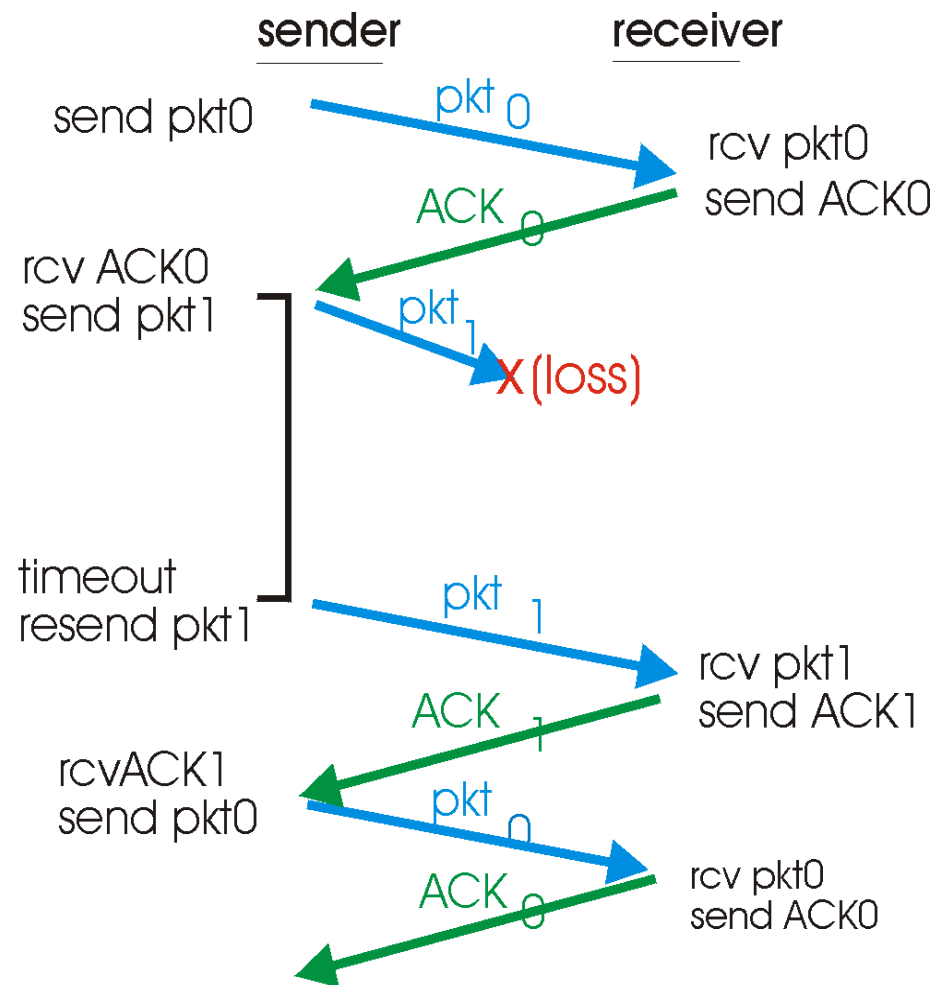 sender
receiver
send pkt0
pkt 0
rcv pkt0
send ACK0
ACK 0
rcv ACK0
send pkt1
pkt 1
X (loss)
timeout
resend pkt1
pkt 1
rcv pkt1
send ACK1
ACK 1
rcvACK1
send pkt0
pkt 0
rcv pkt0
send ACK0
ACK 0